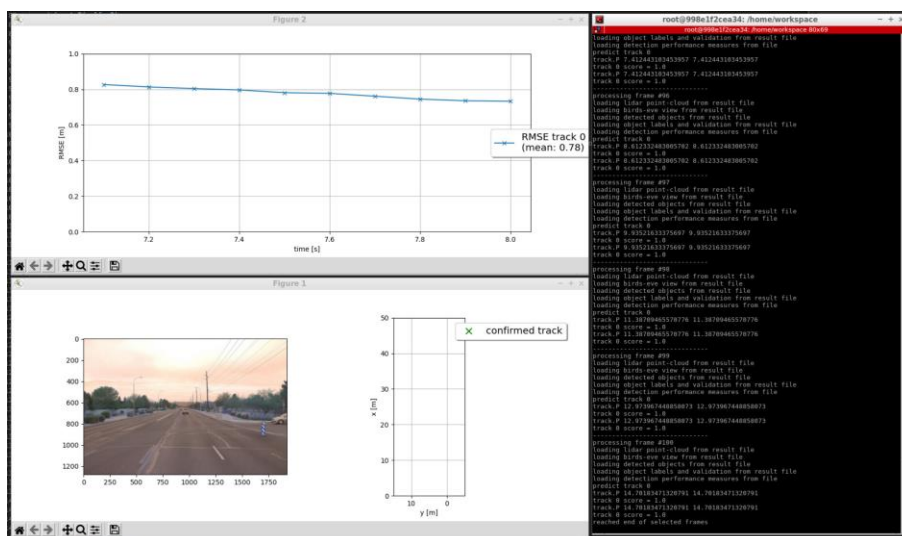 Figure 2
1.0
0.8
0.6
0.4
0.2
0.0
RMSE [m]
RMSE track 0
(mean: 0.78)
7.2
7.4
7.6
7.8
8.0
time [s]
Figure 1
0
200
400
600
800
1000
1200
0
250
500
750
1000
1250
1500
1750
50
40
30
20
10
0
x [m]
confirmed track
10
0
y [m]
root@998e1f2cea34: /home/workspace
root@998e1f2cea34: /home/workspace 80x69
loading object labels and validation from result file
loading detection performance measures from file
predict track 0
track.P 7.412443103453957 7.412443103453957
track 0 score = 1.0
track.P 7.412443103453957 7.412443103453957
track 0 score = 1.0
------------------------------
processing frame #96
loading lidar point-cloud from result file
loading birds-eye view from result file
loading detected objects from result file
loading object labels and validation from result file
loading detection performance measures from file
predict track 0
track.P 8.612332483005702 8.612332483005702
track 0 score = 1.0
track.P 8.612332483005702 8.612332483005702
track 0 score = 1.0
------------------------------
processing frame #97
loading lidar point-cloud from result file
loading birds-eye view from result file
loading detected objects from result file
loading object labels and validation from result file
loading detection performance measures from file
predict track 0
track.P 9.93521633375697 9.93521633375697
track 0 score = 1.0
track.P 9.93521633375697 9.93521633375697
track 0 score = 1.0
------------------------------
processing frame #98
loading lidar point-cloud from result file
loading birds-eye view from result file
loading detected objects from result file
loading object labels and validation from result file
loading detection performance measures from file
predict track 0
track.P 11.38709465570776 11.38709465570776
track 0 score = 1.0
track.P 11.38709465570776 11.38709465570776
track 0 score = 1.0
------------------------------
processing frame #99
loading lidar point-cloud from result file
loading birds-eye view from result file
loading detected objects from result file
loading object labels and validation from result file
loading detection performance measures from file
predict track 0
track.P 12.973967448850073 12.973967448850073
track 0 score = 1.0
track.P 12.973967448850073 12.973967448850073
track 0 score = 1.0
------------------------------
processing frame #100
loading lidar point-cloud from result file
loading birds-eye view from result file
loading detected objects from result file
loading object labels and validation from result file
loading detection performance measures from file
predict track 0
track.P 14.70183471320791 14.70183471320791
track 0 score = 1.0
track.P 14.70183471320791 14.70183471320791
track 0 score = 1.0
reached end of selected frames